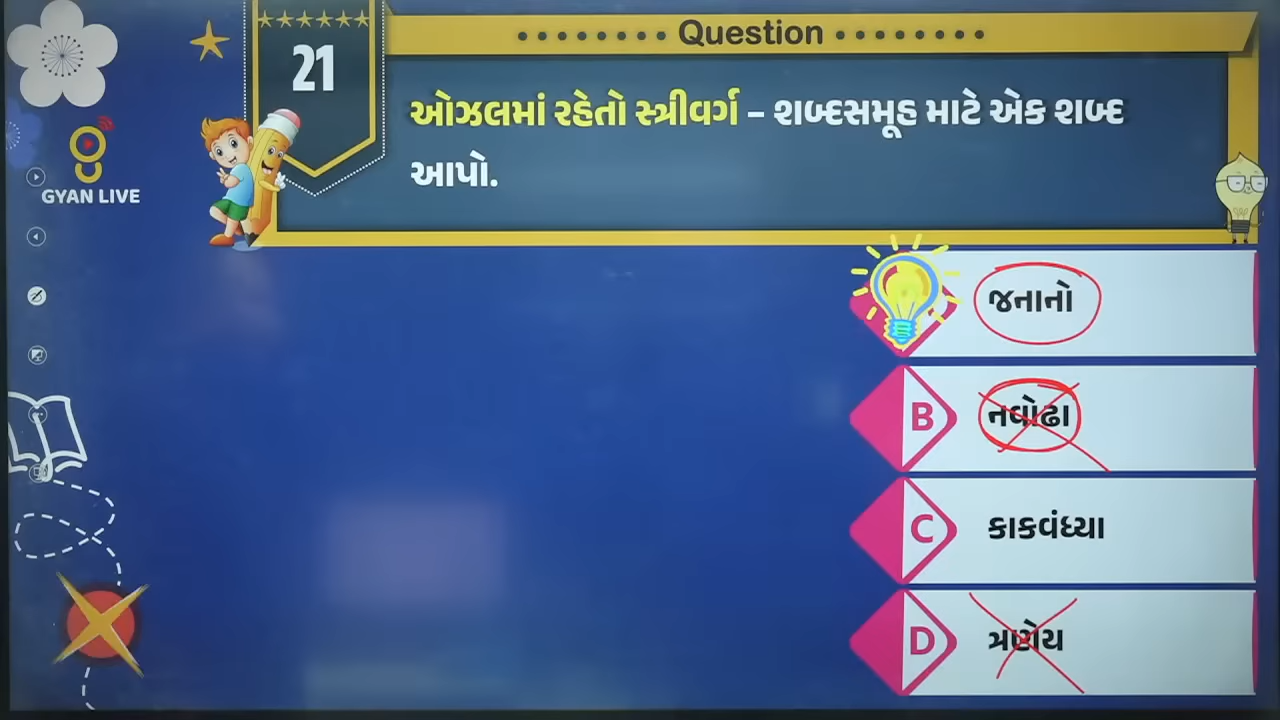 Question
21
ઓઝલમાં રહેતો સ્ત્રીવર્ગ – શબ્દસમૂહ માટે એક શબ્દ
આપો.
GYAN LIVE
જનાનો
B નવોઢા
C કાકવંધ્યા
D ત્રણેય